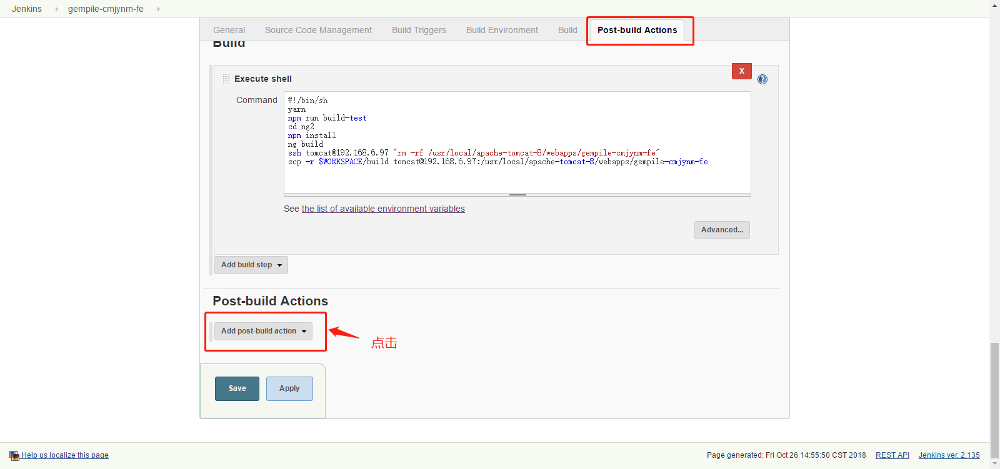 Jenkins
gempile-cmjynm-fe
General
Source Code Management
Build Triggers
Build Environment
Build
Post-build Actions
Build
Execute shell
X
?
Command
#!/bin/sh
yarn
npm run build-test
cd ng2
npm install
ng build
ssh tomcat@192.168.6.97 "rm -rf /usr/local/apache-tomcat-8/webapps/gempile-cmjynm-fe"
scp -r $WORKSPACE/build tomcat@192.168.6.97:/usr/local/apache-tomcat-8/webapps/gempile-cmjynm-fe
See the list of available environment variables
Advanced...
Add build step
Post-build Actions
Add post-build action
点击
Save
Apply
Help us localize this page
Page generated: Fri Oct 26 14:55:50 CST 2018
REST API
Jenkins ver. 2.135